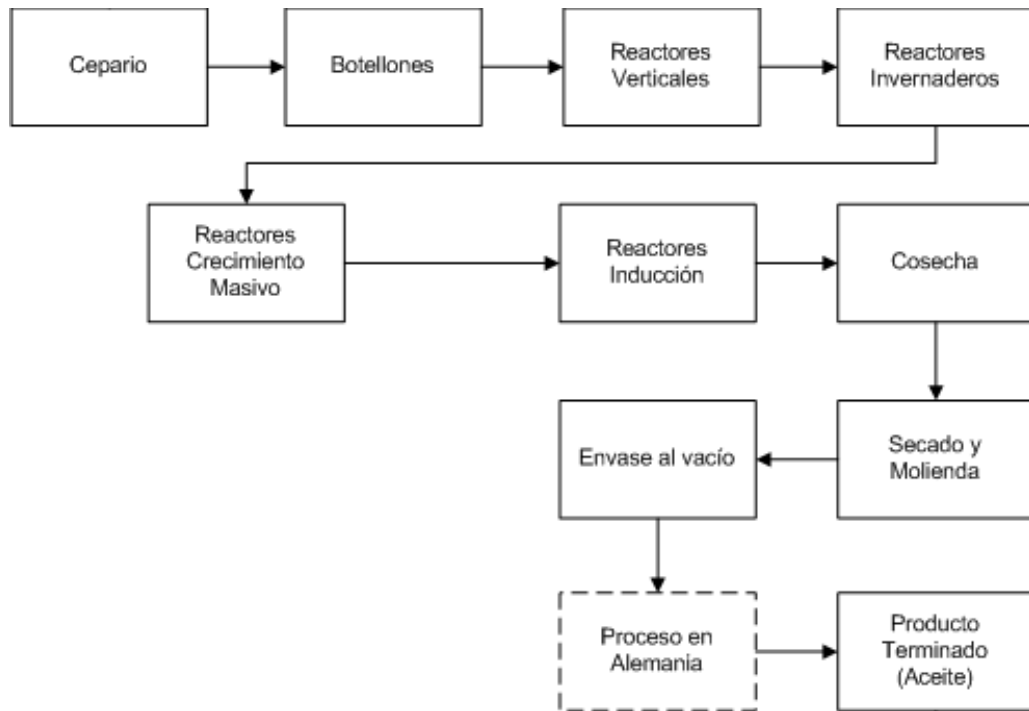 Cepario
Botellones
Reactores
Verticales
Reactores
Invernaderos
Reactores
Crecimiento
Masivo
Reactores
Inducción
Cosecha
Secado y
Molienda
Envase al vacío
Proceso en
Alemania
Producto
Terminado
(Aceite)